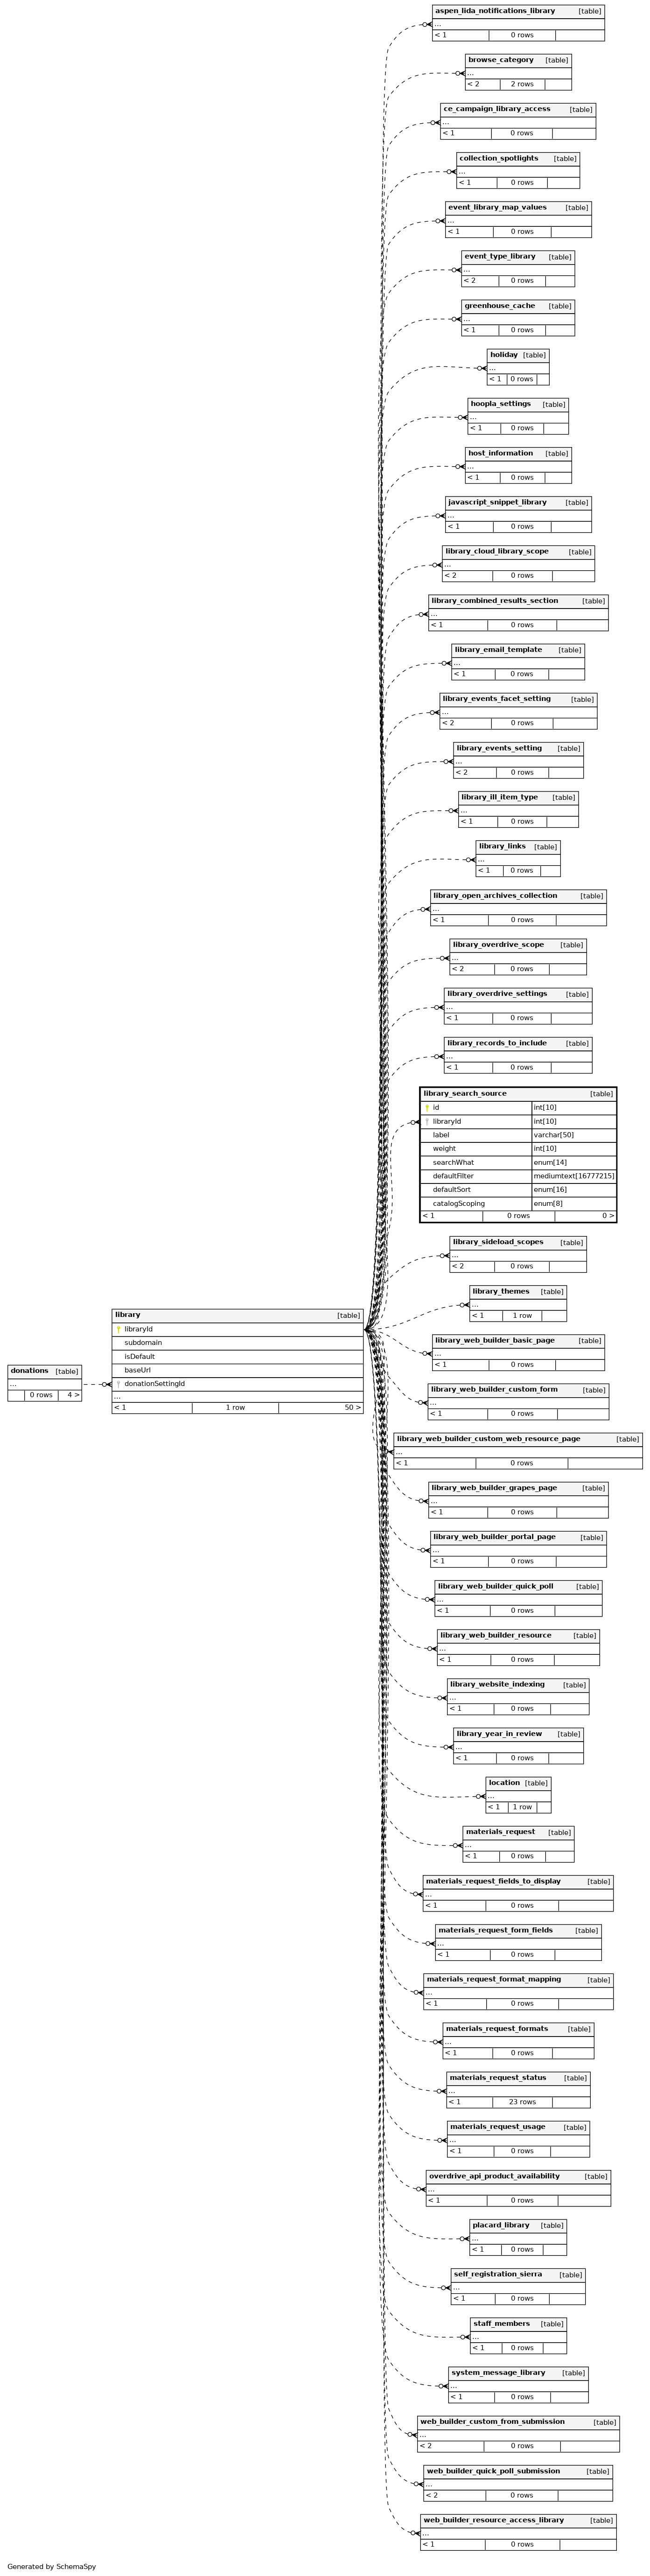 aspen_lida_notifications_library [table]
...
< 1 0 rows
browse_category [table]
...
< 2 2 rows
ce_campaign_library_access [table]
...
< 1 0 rows
collection_spotlights [table]
...
< 1 0 rows
event_library_map_values [table]
...
< 1 0 rows
event_type_library [table]
...
< 2 0 rows
greenhouse_cache [table]
...
< 1 0 rows
holiday [table]
...
< 1 0 rows
hoopla_settings [table]
...
< 1 0 rows
host_information [table]
...
< 1 0 rows
javascript_snippet_library [table]
...
< 1 0 rows
library_cloud_library_scope [table]
...
< 2 0 rows
library_combined_results_section [table]
...
< 1 0 rows
library_email_template [table]
...
< 1 0 rows
library_events_facet_setting [table]
...
< 2 0 rows
library_events_setting [table]
...
< 2 0 rows
library_ill_item_type [table]
...
< 1 0 rows
library_links [table]
...
< 1 0 rows
library_open_archives_collection [table]
...
< 1 0 rows
library_overdrive_scope [table]
...
< 2 0 rows
library_overdrive_settings [table]
...
< 1 0 rows
library_records_to_include [table]
...
< 1 0 rows
library_search_source [table]
id int[10]
libraryId int[10]
label varchar[50]
weight int[10]
searchWhat enum[14]
defaultFilter mediumtext[16777215]
defaultSort enum[16]
catalogScoping enum[8]
< 1 0 rows 0 >
library_sideload_scopes [table]
...
< 2 0 rows
library_themes [table]
...
< 1 1 row
library [table]
libraryId
subdomain
isDefault
baseUrl
donationSettingId
...
< 1 1 row 50 >
donations [table]
...
0 rows 4 >
library_web_builder_basic_page [table]
...
< 1 0 rows
library_web_builder_custom_form [table]
...
< 1 0 rows
library_web_builder_custom_web_resource_page [table]
...
< 1 0 rows
library_web_builder_grapes_page [table]
...
< 1 0 rows
library_web_builder_portal_page [table]
...
< 1 0 rows
library_web_builder_quick_poll [table]
...
< 1 0 rows
library_web_builder_resource [table]
...
< 1 0 rows
library_website_indexing [table]
...
< 1 0 rows
library_year_in_review [table]
...
< 1 0 rows
location [table]
...
< 1 1 row
materials_request [table]
...
< 1 0 rows
materials_request_fields_to_display [table]
...
< 1 0 rows
materials_request_form_fields [table]
...
< 1 0 rows
materials_request_format_mapping [table]
...
< 1 0 rows
materials_request_formats [table]
...
< 1 0 rows
materials_request_status [table]
...
< 1 23 rows
materials_request_usage [table]
...
< 1 0 rows
overdrive_api_product_availability [table]
...
< 1 0 rows
placard_library [table]
...
< 1 0 rows
self_registration_sierra [table]
...
< 1 0 rows
staff_members [table]
...
< 1 0 rows
system_message_library [table]
...
< 1 0 rows
web_builder_custom_from_submission [table]
...
< 2 0 rows
web_builder_quick_poll_submission [table]
...
< 2 0 rows
web_builder_resource_access_library [table]
...
< 1 0 rows
Generated by SchemaSpy